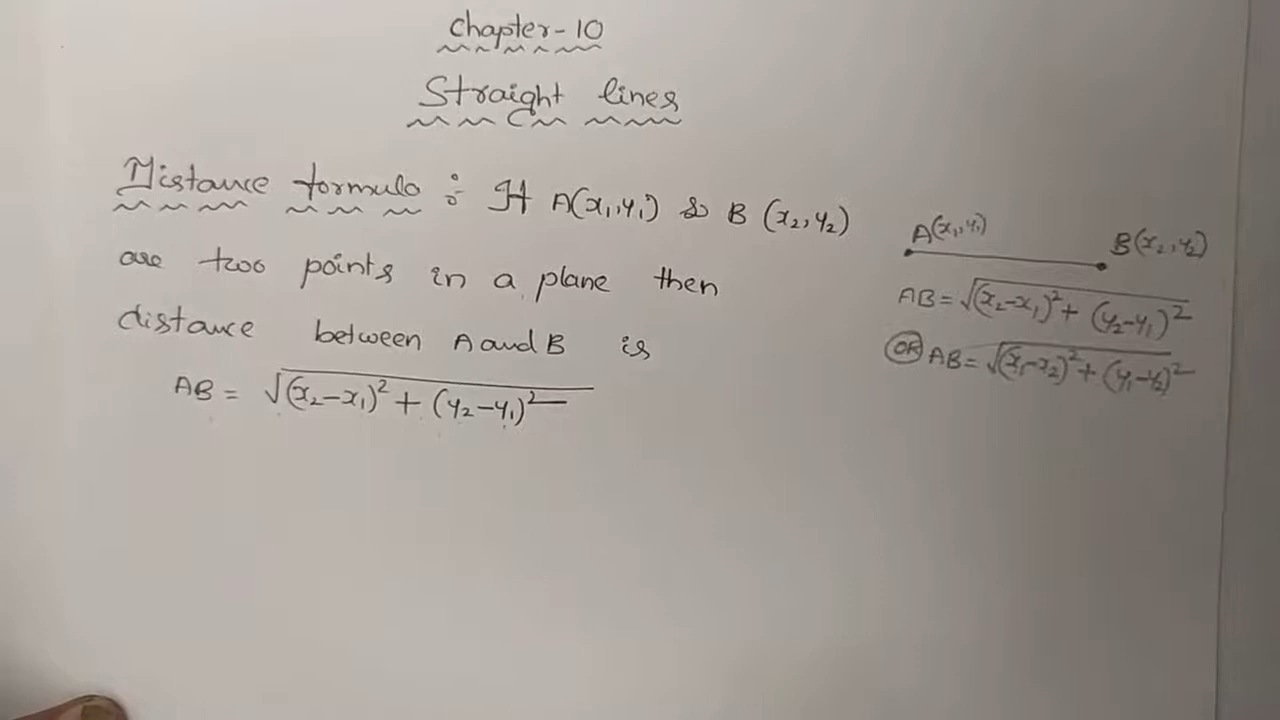 Chapter-10
Straight lines
Distance formula : If A(x₁,y₁) & B (x₂,y₂)
are two points in a plane then
distance between A and B is
AB = √(x₂-x₁)² + (y₂-y₁)²
A(x₁,y₁) B(x₂,y₂)
AB = √(x₂-x₁)² + (y₂-y₁)²
OR AB = √(x₁-x₂)² + (y₁-y₂)²